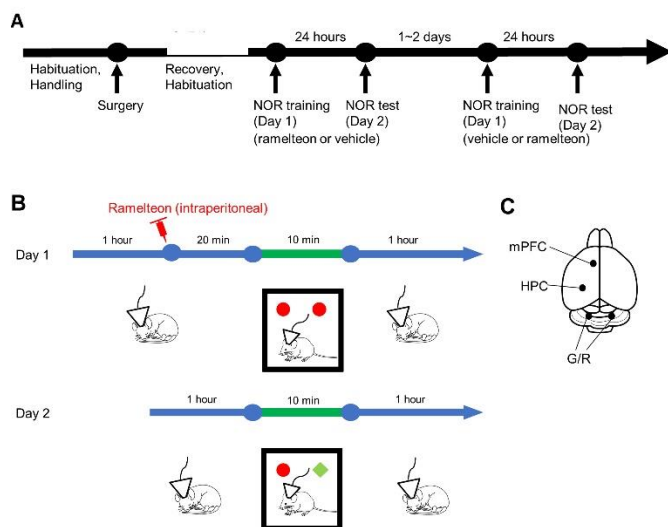 A
24 hours
1~2 days
24 hours
Habituation,
Handling
Surgery
Recovery,
Habituation
NOR training
(Day 1)
(ramelteon or vehicle)
NOR test
(Day 2)
NOR training
(Day 1)
(vehicle or ramelteon)
NOR test
(Day 2)
B
Ramelteon (intraperitoneal)
Day 1
1 hour
20 min
10 min
1 hour
Day 2
1 hour
10 min
1 hour
C
mPFC
HPC
G/R